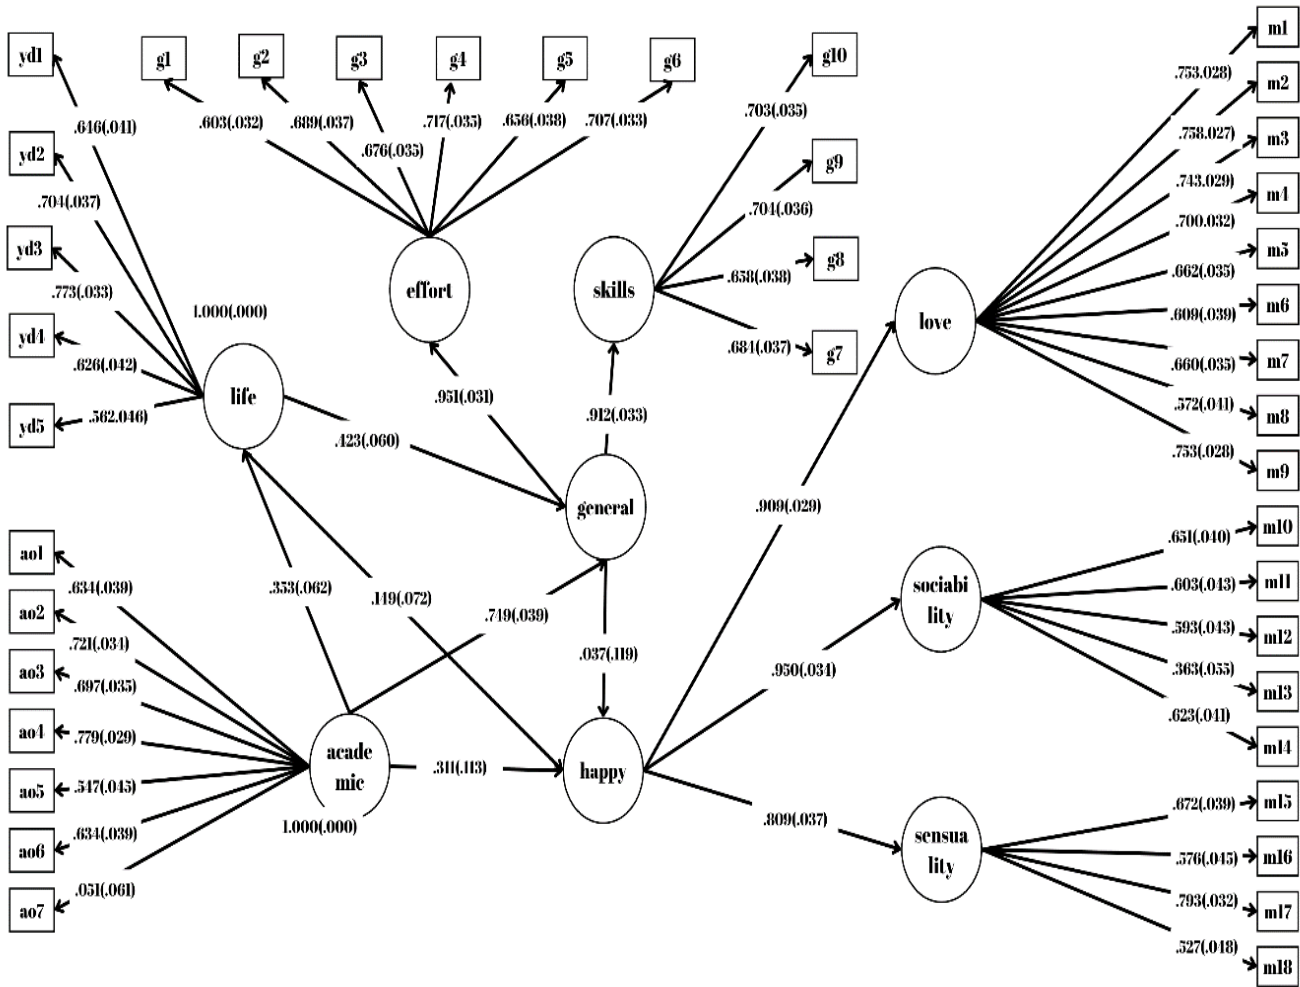 yd1
g1
g2
g3
g4
g5
g6
g10
m1
.753.028)
m2
.646(.041)
.603(.032)
.689(.037)
.717(.035)
.656(.038)
.707(.033)
.703(.035)
.758.027)
m3
yd2
.676(.035)
g9
.743.029)
m4
.704(.037)
.704(.036)
.700.032)
yd3
m5
.773(.033)
effort
skills
.658(.038)
g8
.662(.035)
1.000(.000)
.609(.039)
m6
yd4
love
.626(.042)
.684(.037)
g7
.660(.035)
m7
life
.572(.041)
m8
yd5
.562.046)
.951(.031)
.912(.033)
.423(.060)
.753(.028)
m9
general
.909(.029)
m10
.651(.040)
ao1
.634(.039)
.353(.062)
.149(.072)
sociabi
lity
.603(.043)
m11
ao2
.749(.039)
.593(.043)
m12
.721(.034)
.037(.119)
.950(.034)
.363(.055)
m13
ao3
.697(.035)
.623(.041)
m14
ao4
.779(.029)
acade
mic
.311(.113)
happy
ao5
.547(.045)
.672(.039)
m15
1.000(.000)
.809(.037)
ao6
.634(.039)
sensua
lity
.576(.045)
m16
.051(.061)
.793(.032)
m17
ao7
.527(.048)
m18